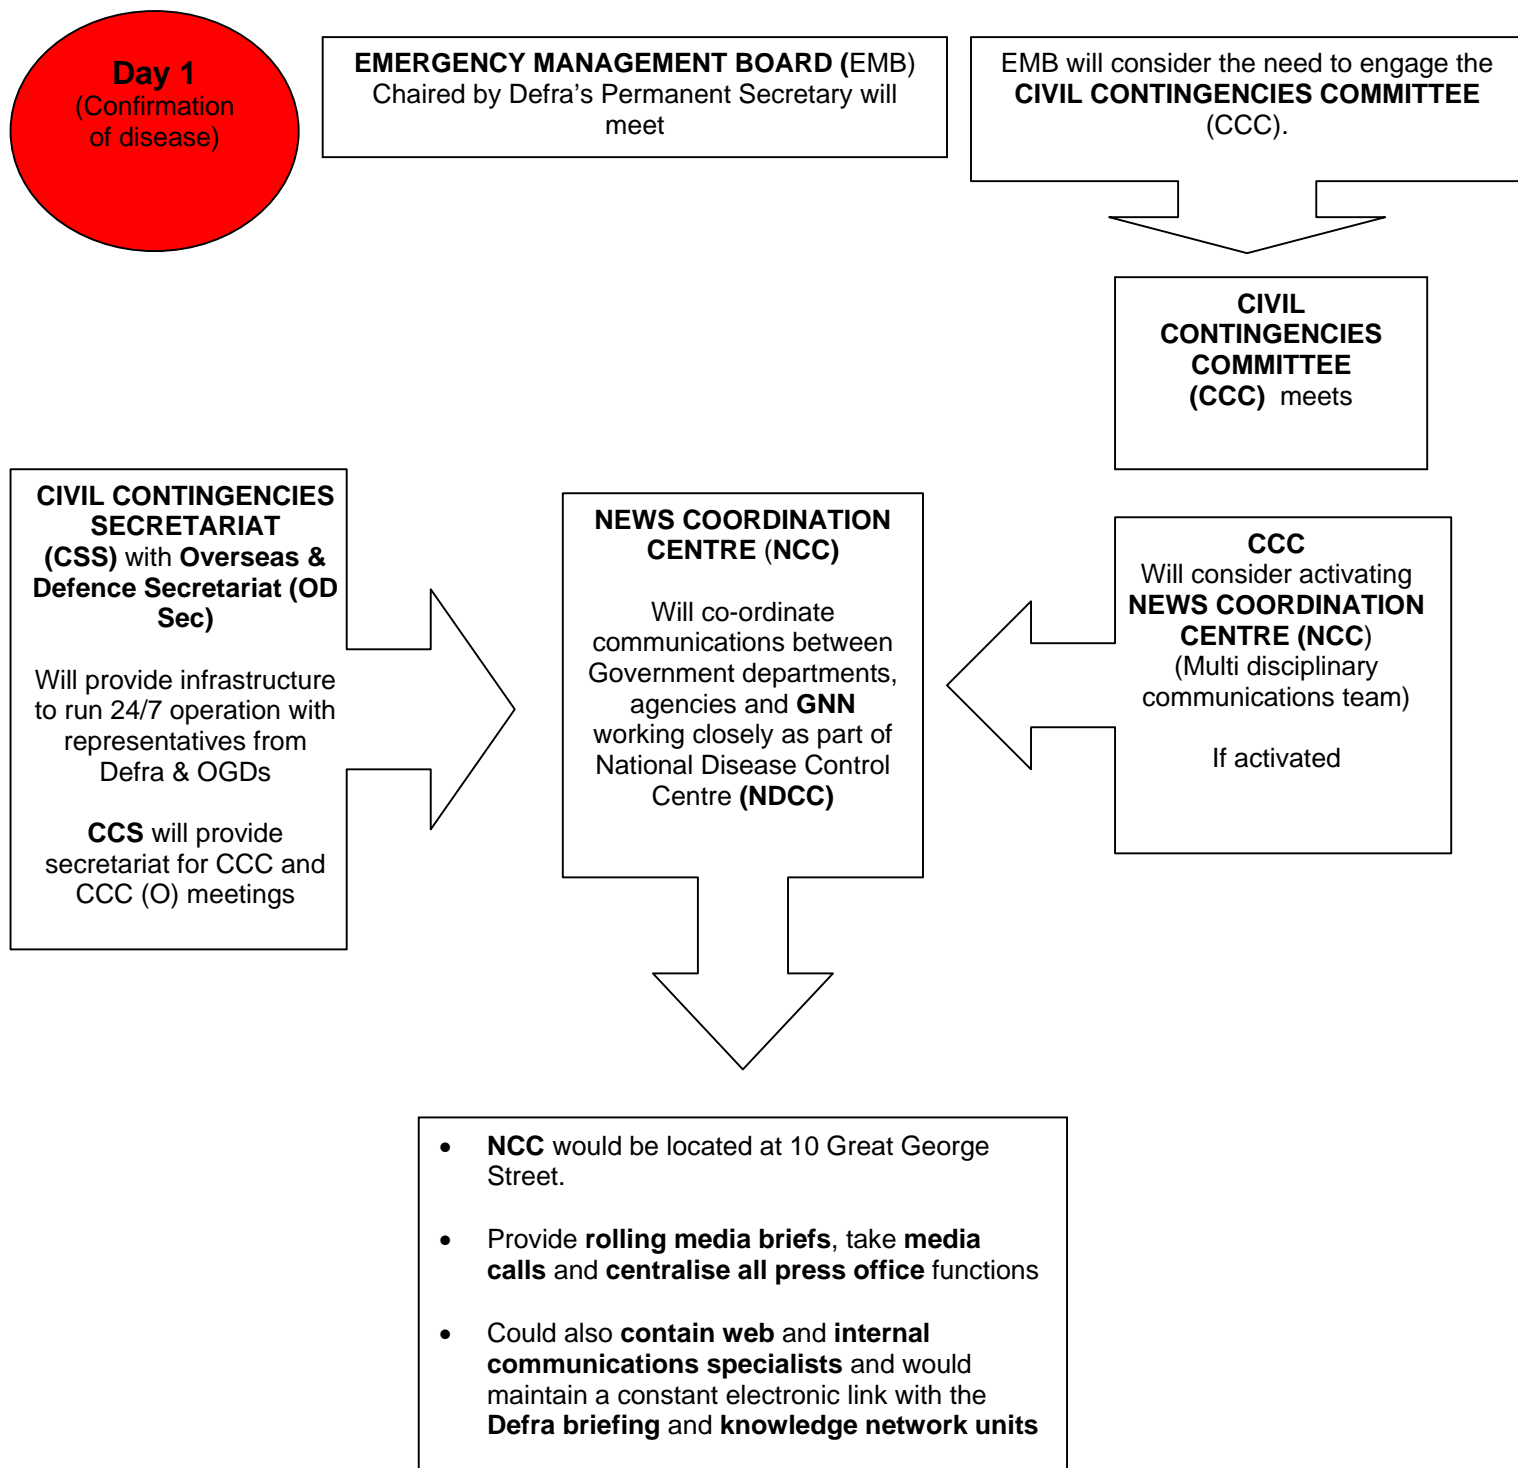 Day 1
(Confirmation
of disease)
EMERGENCY MANAGEMENT BOARD (EMB)
Chaired by Defra's Permanent Secretary will
meet
EMB will consider the need to engage the
CIVIL CONTINGENCIES COMMITTEE
(CCC).
CIVIL
CONTINGENCIES
COMMITTEE
(CCC) meets
CIVIL CONTINGENCIES
SECRETARIAT
(CSS) with Overseas &
Defence Secretariat (OD
Sec)
Will provide infrastructure
to run 24/7 operation with
representatives from
Defra & OGDs
CCS will provide
secretariat for CCC and
CCC (O) meetings
NEWS COORDINATION
CENTRE (NCC)
Will co-ordinate
communications between
Government departments,
agencies and GNN
working closely as part of
National Disease Control
Centre (NDCC)
CCC
Will consider activating
NEWS COORDINATION
CENTRE (NCC)
(Multi disciplinary
communications team)
If activated
• NCC would be located at 10 Great George
Street.
• Provide rolling media briefs, take media
calls and centralise all press office functions
• Could also contain web and internal
communications specialists and would
maintain a constant electronic link with the
Defra briefing and knowledge network units